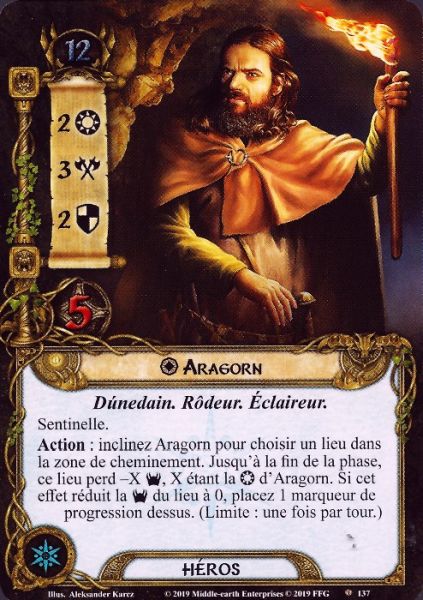 12
2
3
2
5
Aragorn
Dúnedain. Rôdeur. Éclaireur.
Sentinelle.
Action : inclinez Aragorn pour choisir un lieu dans
la zone de cheminement. Jusqu'à la fin de la phase,
ce lieu perd –X , X étant la d'Aragorn. Si cet
effet réduit la du lieu à 0, placez 1 marqueur de
progression dessus. (Limite : une fois par tour.)
HÉROS
Illus. Aleksander Karcz © 2019 Middle-earth Enterprises © 2019 FFG 137